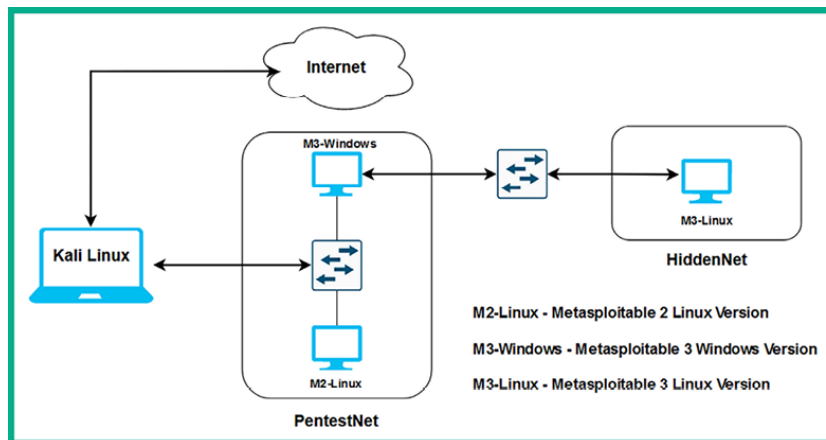 Internet
M3-Windows
Kali Linux
M3-Linux
HiddenNet
M2-Linux - Metasploitable 2 Linux Version
M3-Windows - Metasploitable 3 Windows Version
M3-Linux - Metasploitable 3 Linux Version
M2-Linux
PentestNet